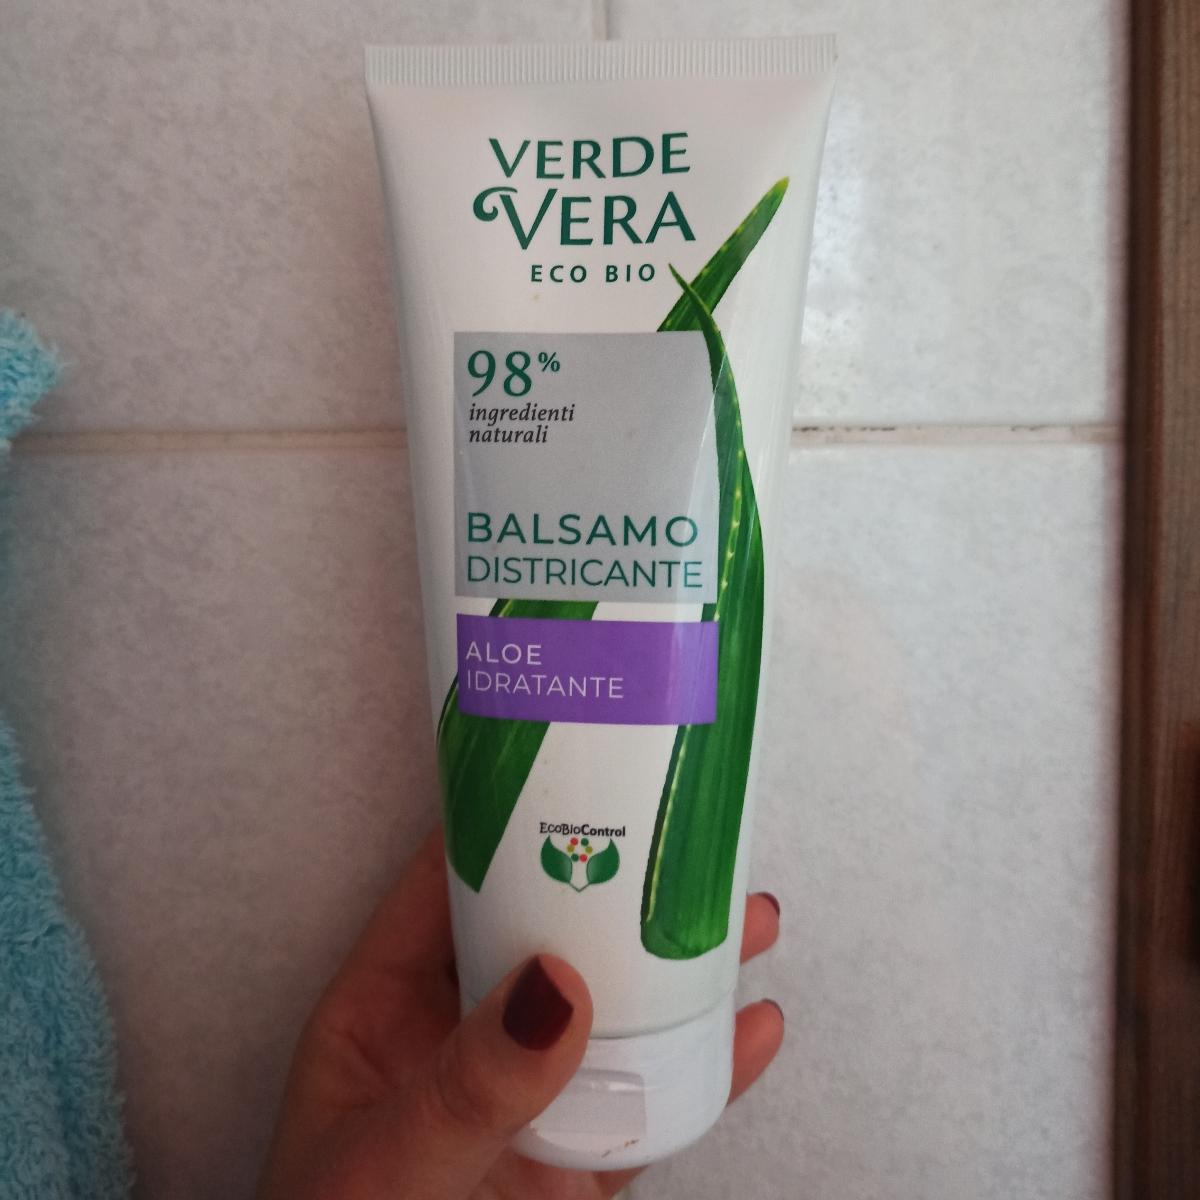 VERDE
VERA
ECO BIO
98%
ingredienti
naturali
BALSAMO
DISTRICANTE
ALOE
IDRATANTE
EcoBioControl